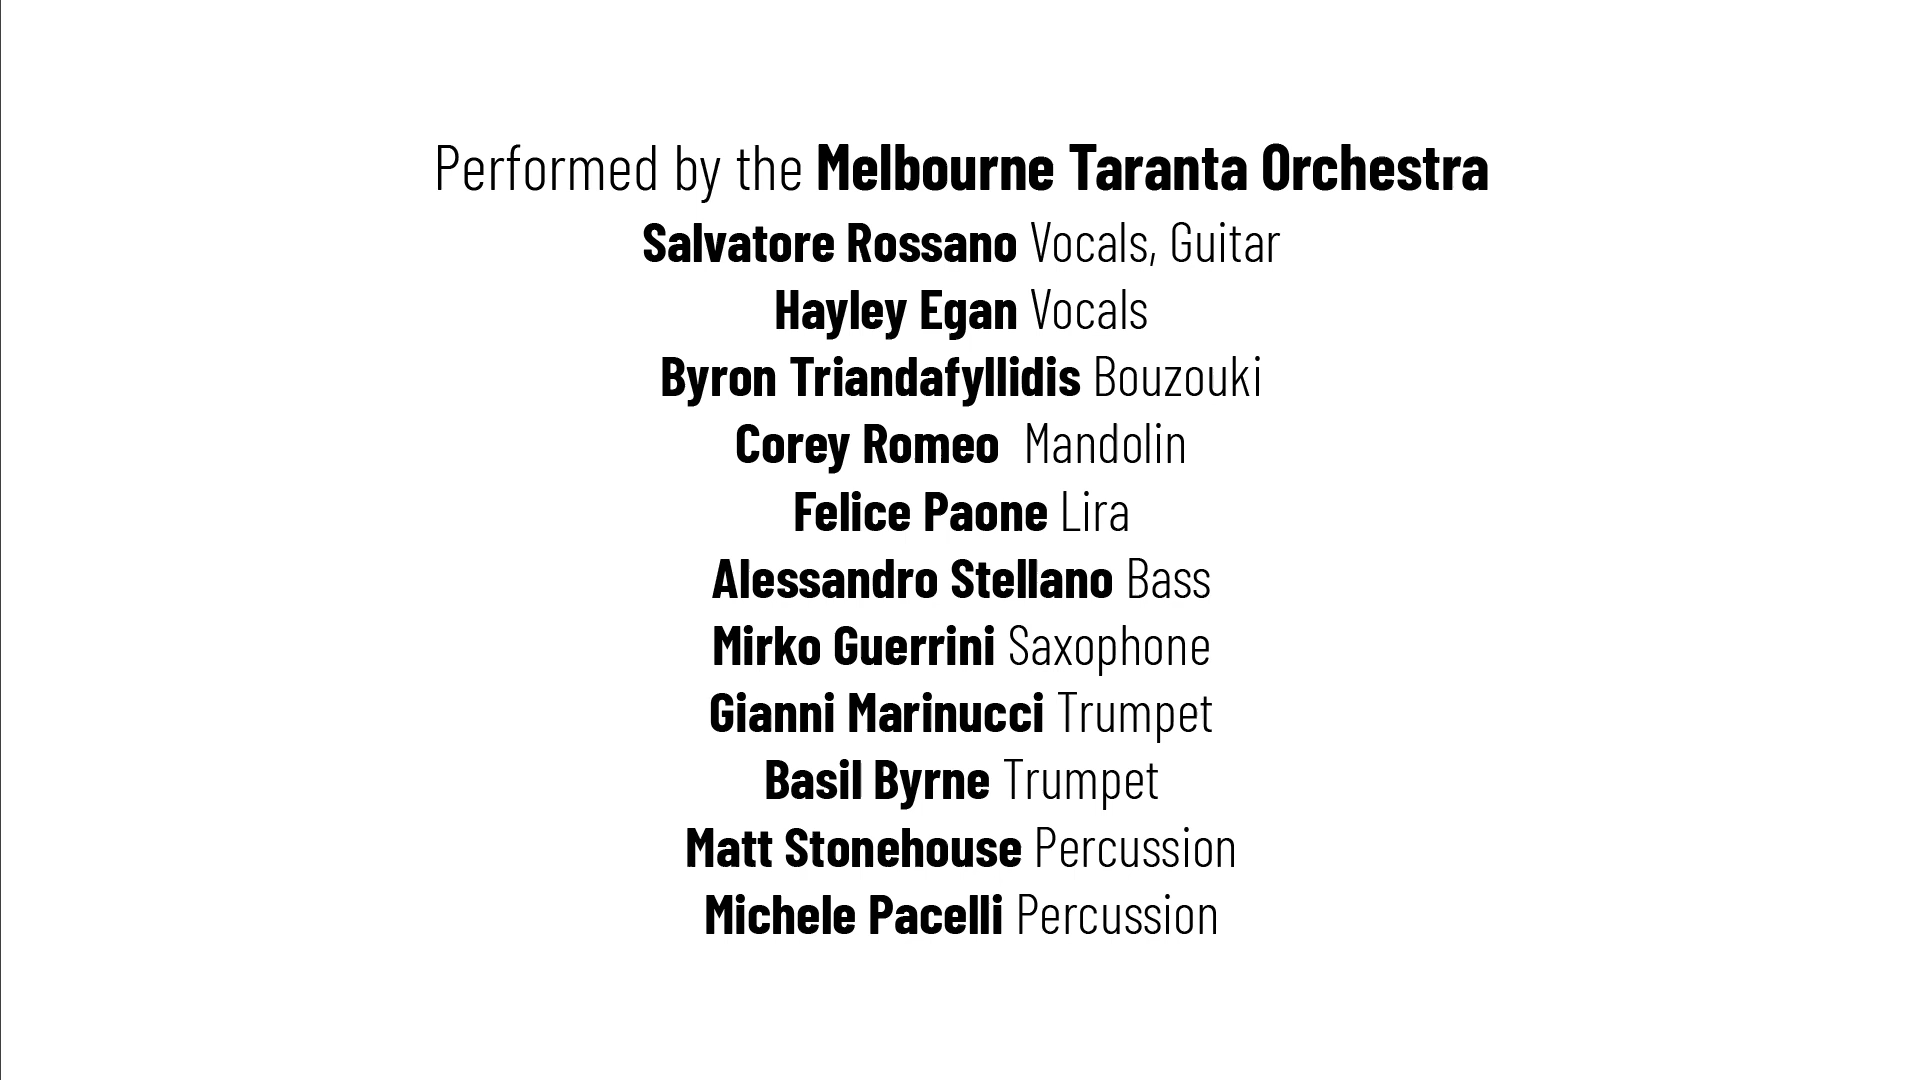 Performed by the Melbourne Taranta Orchestra
Salvatore Rossano Vocals, Guitar
Hayley Egan Vocals
Byron Triandafyllidis Bouzouki
Corey Romeo  Mandolin
Felice Paone Lira
Alessandro Stellano Bass
Mirko Guerrini Saxophone
Gianni Marinucci Trumpet
Basil Byrne Trumpet
Matt Stonehouse Percussion
Michele Pacelli Percussion